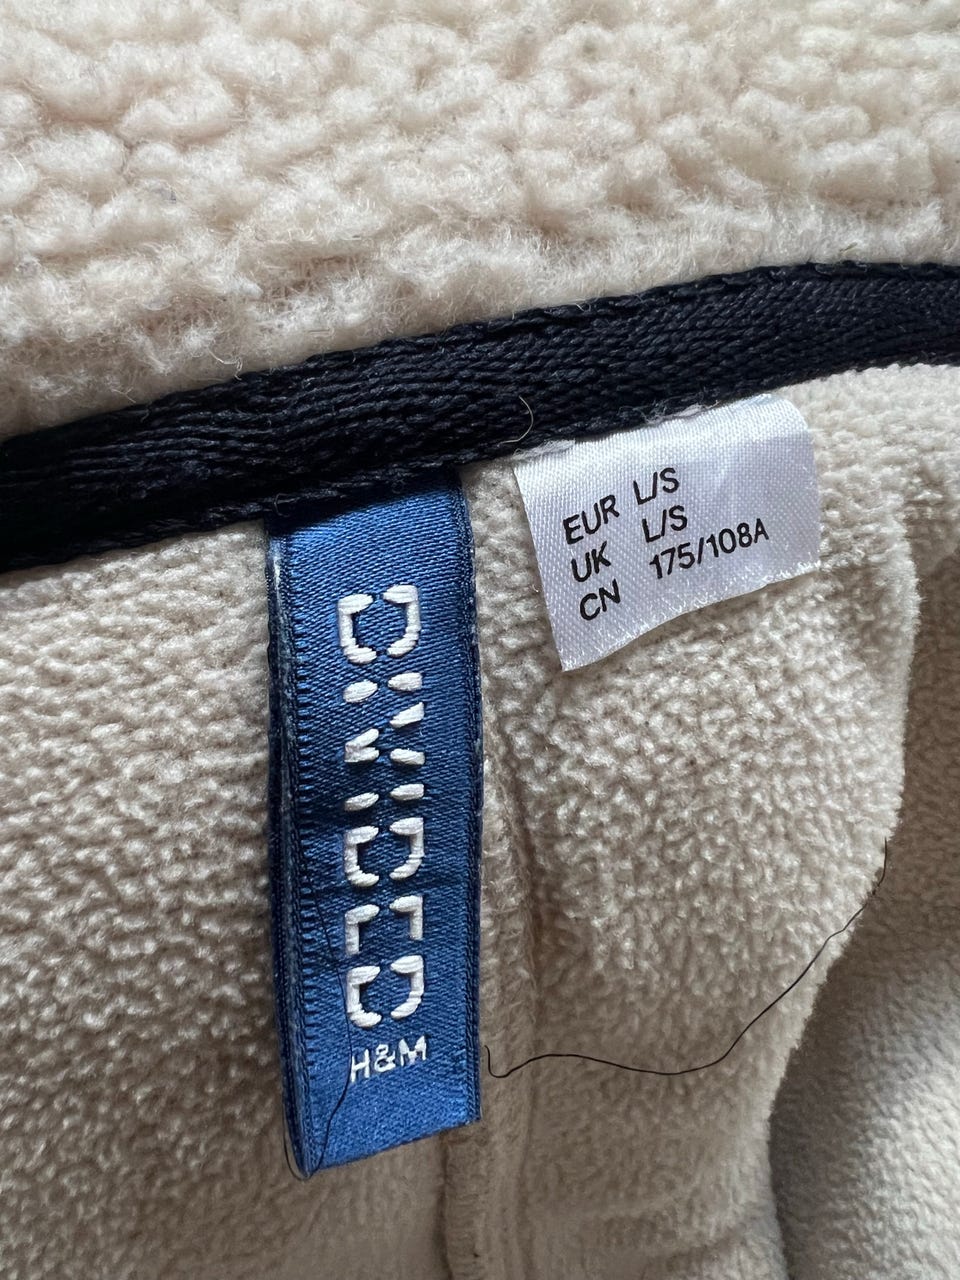 EUR L/S
UK L/S
CN 175/108A
DIVIDED
H&M